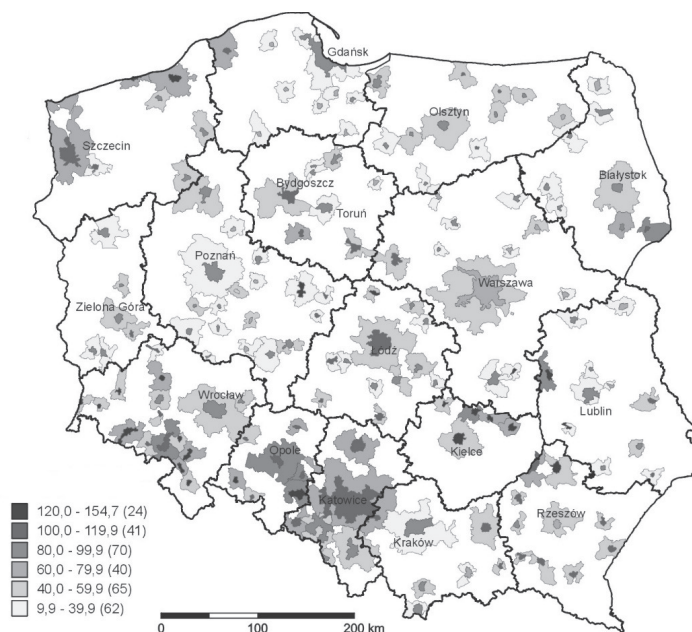 Gdańsk
Olsztyn
Szczecin
Białystok
Bydgoszcz
Toruń
Poznań
Warszawa
Zielona Góra
Łódź
Wrocław
Lublin
Opole
Kielce
Katowice
Rzeszów
Kraków
120,0 - 154,7 (24)
100,0 - 119,9 (41)
80,0 - 99,9 (70)
60,0 - 79,9 (40)
40,0 - 59,9 (65)
9,9 - 39,9 (62)
0 100 200 km